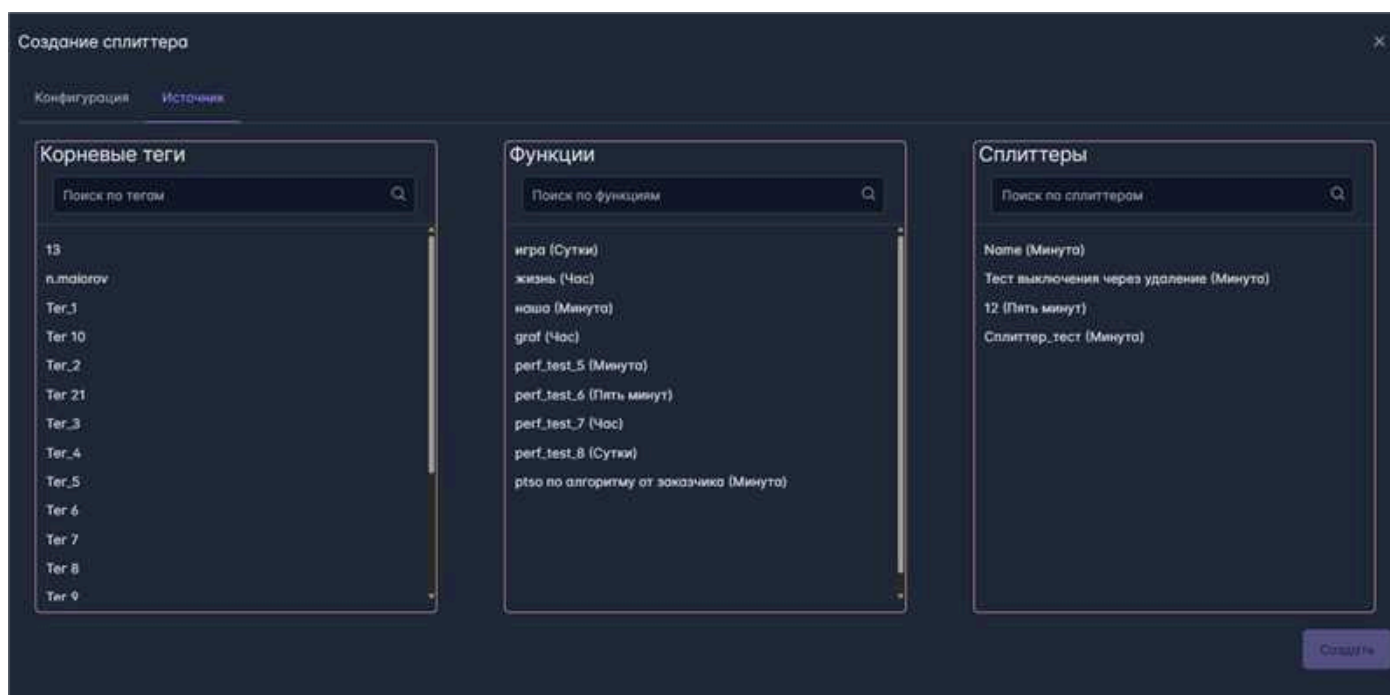 Создание сплиттера
Конфигурация
Источник
Корневые теги
Поиск по тегам
13
n.maiorov
Тег_1
Тег 10
Тег_2
Тег 21
Тег_3
Тег_4
Тег_5
Тег 6
Тег 7
Тег 8
Тег 9
Функции
Поиск по функциям
игра (Сутки)
жизнь (Час)
наша (Минута)
graf (Час)
perf_test_5 (Минута)
perf_test_6 (Пять минут)
perf_test_7 (Час)
perf_test_8 (Сутки)
ptso по алгоритму от заказчика (Минута)
Сплиттеры
Поиск по сплиттерам
Name (Минута)
Тест выключения через удаление (Минута)
12 (Пять минут)
Сплиттер_тест (Минута)
Создать